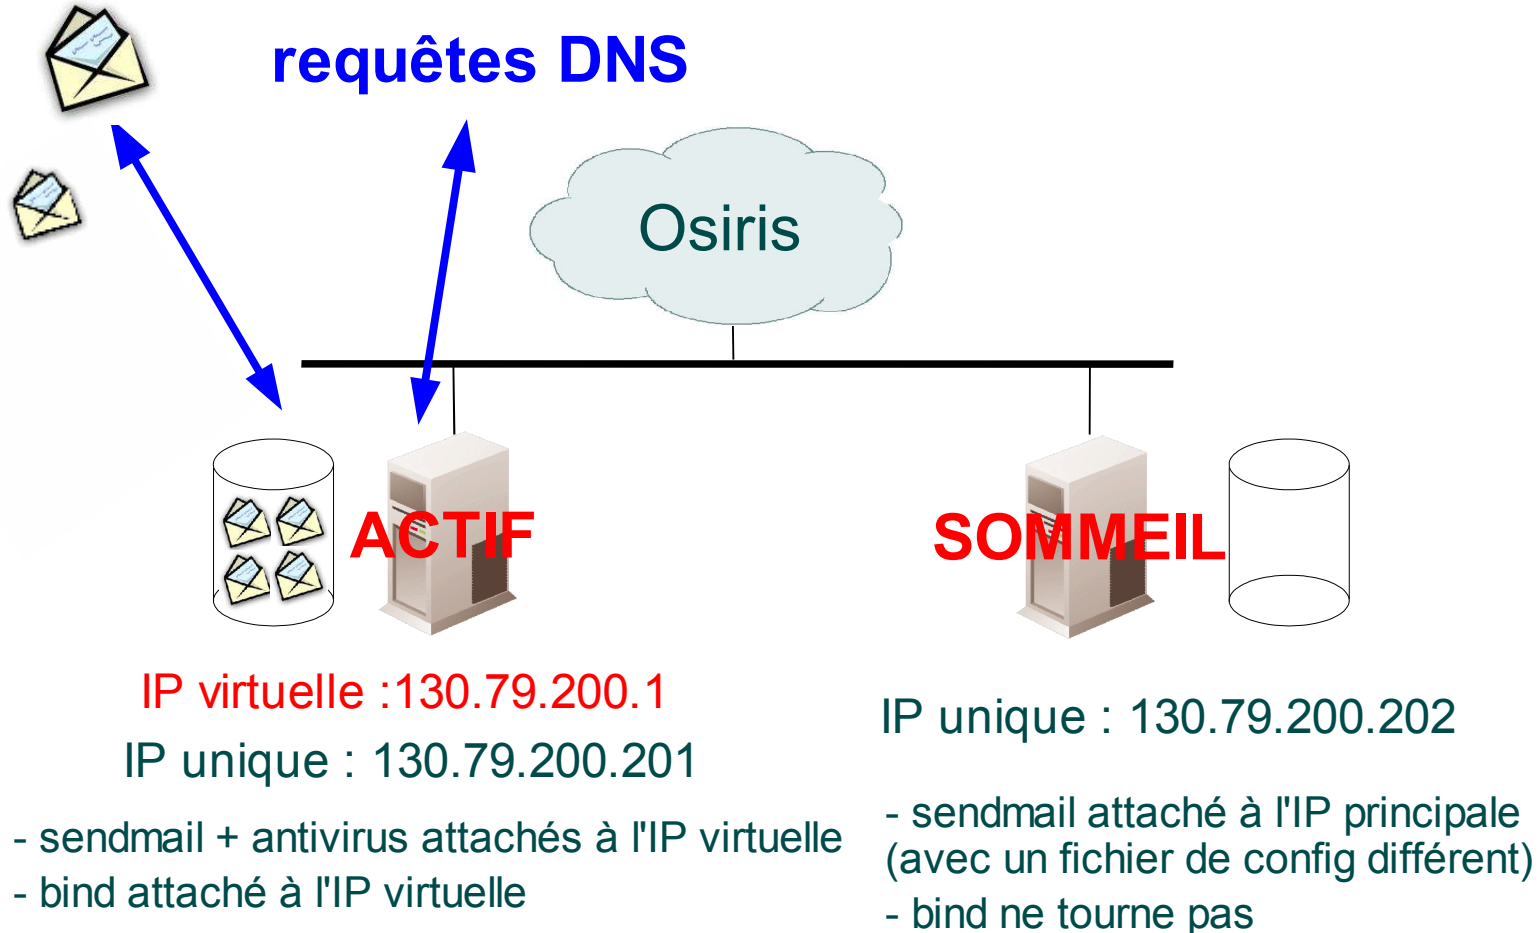 requêtes DNS
Osiris
ACTIF
SOMMEIL
IP virtuelle :130.79.200.1
IP unique : 130.79.200.201
- sendmail + antivirus attachés à l'IP virtuelle
- bind attaché à l'IP virtuelle
IP unique : 130.79.200.202
- sendmail attaché à l'IP principale
(avec un fichier de config différent)
- bind ne tourne pas